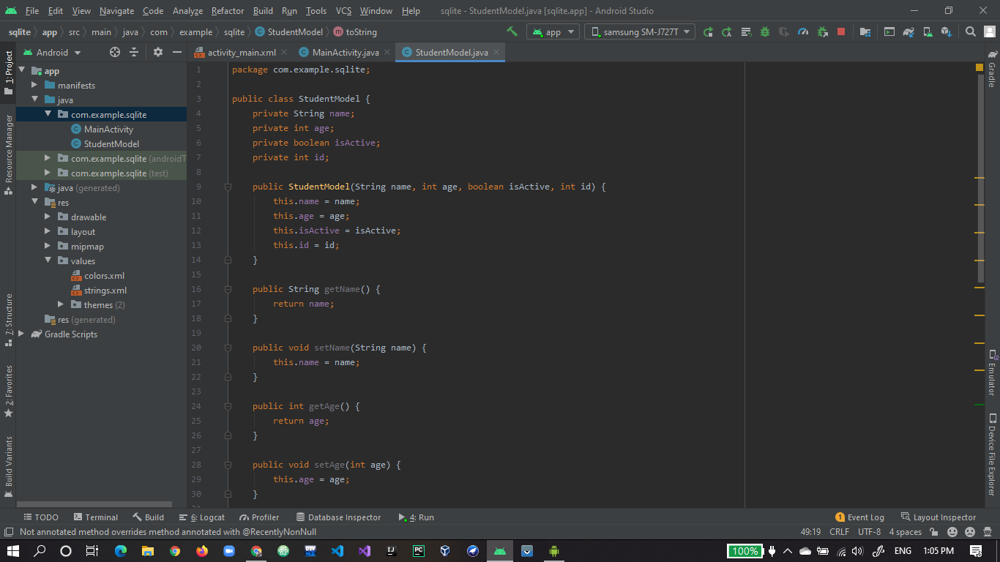 File Edit View Navigate Code Analyze Refactor Build Run Tools VCS Window Help sqlite - StudentModel.java [sqlite.app] - Android Studio
sqlite app src main java com example sqlite StudentModel toString app samsung SM-J727T
Android
activity_main.xml MainActivity.java StudentModel.java
1: Project
Resource Manager
7: Structure
2: Favorites
Build Variants
app
manifests
java
com.example.sqlite
MainActivity
StudentModel
com.example.sqlite (androidT
com.example.sqlite (test)
java (generated)
res
drawable
layout
mipmap
values
colors.xml
strings.xml
themes (2)
res (generated)
Gradle Scripts
1 package com.example.sqlite;
2
3 public class StudentModel {
4 private String name;
5 private int age;
6 private boolean isActive;
7 private int id;
8
9 public StudentModel(String name, int age, boolean isActive, int id) {
10 this.name = name;
11 this.age = age;
12 this.isActive = isActive;
13 this.id = id;
14 }
15
16 public String getName() {
17 return name;
18 }
19
20 public void setName(String name) {
21 this.name = name;
22 }
23
24 public int getAge() {
25 return age;
26 }
27
28 public void setAge(int age) {
29 this.age = age;
30 }
Gradle
Emulator
Device File Explorer
TODO Terminal Build 6: Logcat Profiler Database Inspector 4: Run 1 Event Log Layout Inspector
Not annotated method overrides method annotated with @RecentlyNonNull 49:19 CRLF UTF-8 4 spaces
100% ENG 1:05 PM